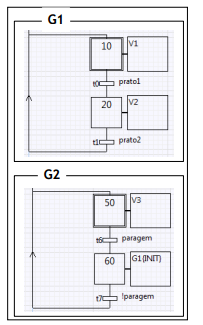 G1
10
V1
t0
prato1
20
V2
t1
prato2
G2
50
V3
t6
paragem
60
G1(INIT)
t7
!paragem